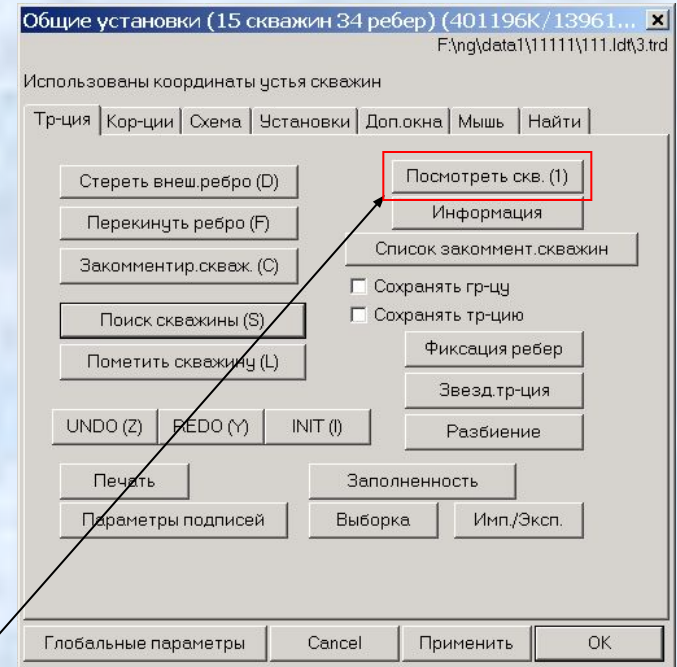 Общие установки (15 скважин 34 ребер) (401196K/13961...
F:\ng\data1\11111\111.ldt\3.trd
Использованы координаты устья скважин
Тр-ция Кор-ции Схема Установки Доп.окна Мышь Найти
Стереть внеш.ребро (D)
Посмотреть скв. (1)
Перекинуть ребро (F)
Информация
Закомментир.скваж. (C)
Список закоммент.скважин
Сохранять гр-цу
Поиск скважины (S)
Сохранять тр-цию
Пометить скважину (L)
Фиксация ребер
Звезд.тр-ция
UNDO (Z) REDO (Y) INIT (I)
Разбиение
Печать Заполненность
Параметры подписей Выборка Имп./Эксп.
Глобальные параметры Cancel Применить OK